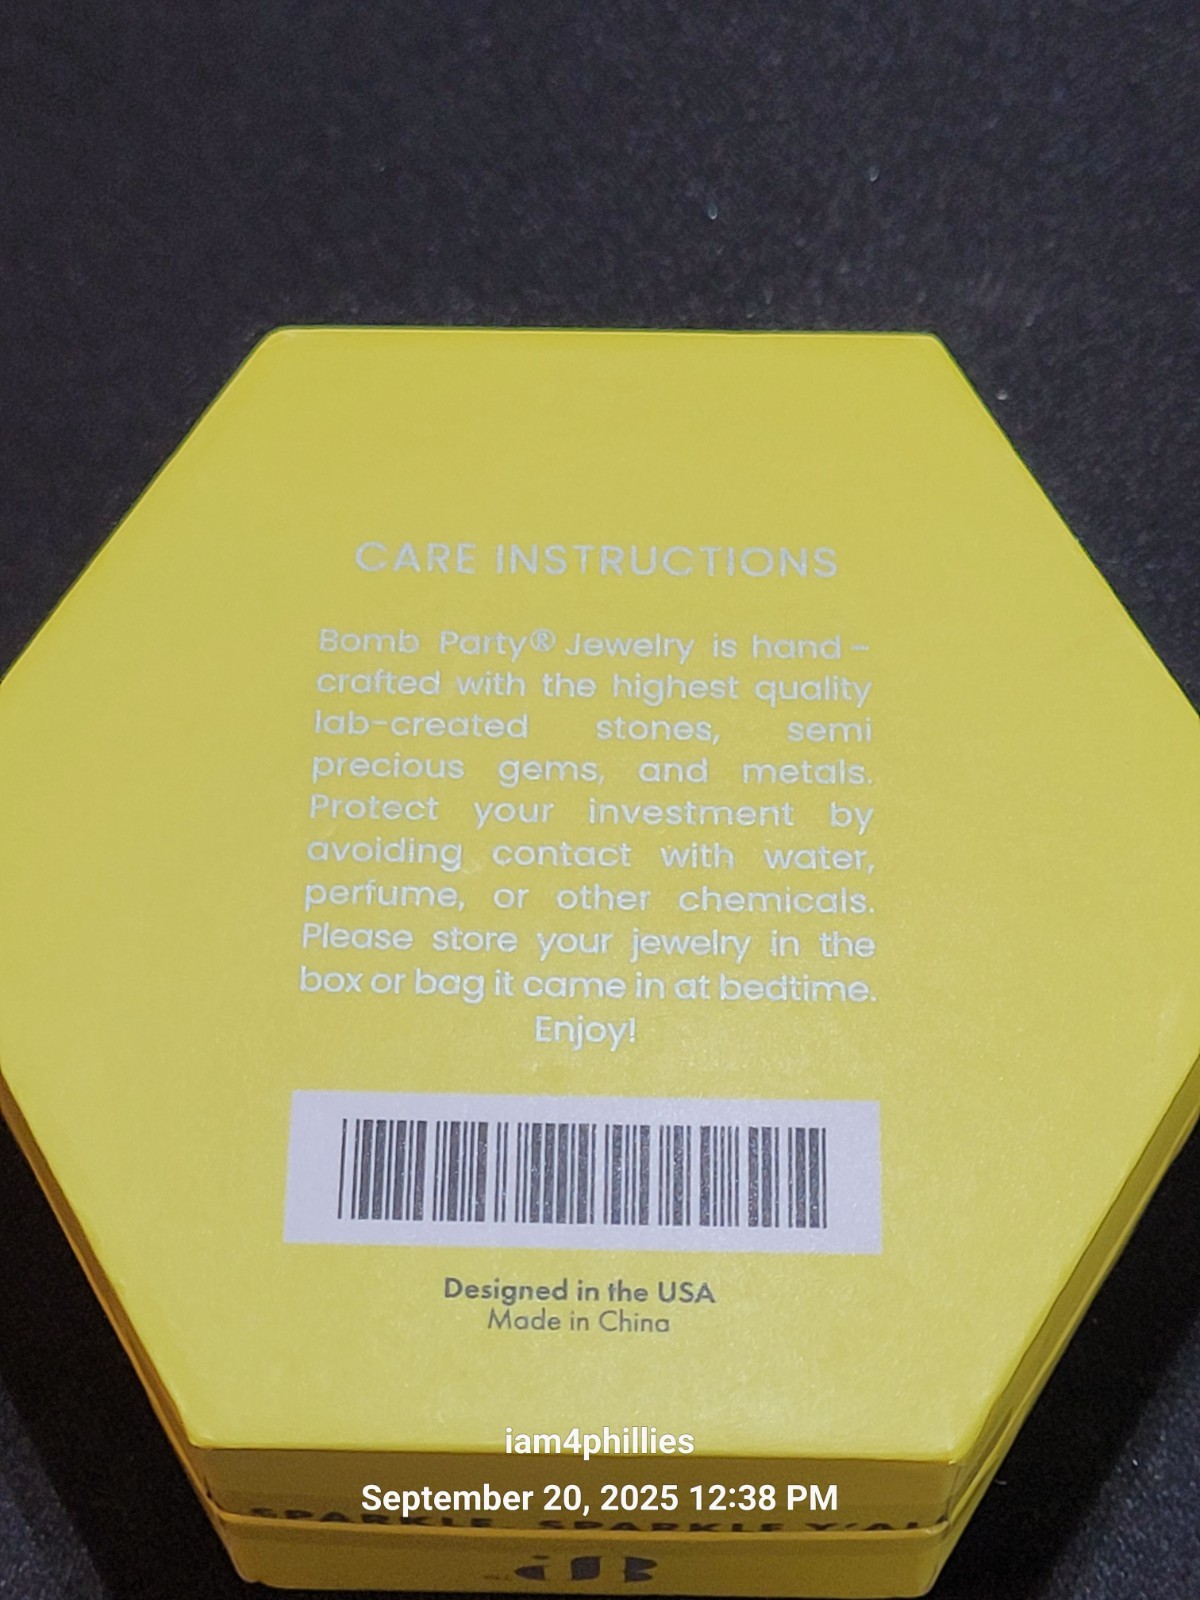 CARE INSTRUCTIONS
Bomb Party® Jewelry is hand-
crafted with the highest quality
lab-created stones, semi
precious gems, and metals.
Protect your investment by
avoiding contact with water,
perfume, or other chemicals.
Please store your jewelry in the
box or bag it came in at bedtime.
Enjoy!
Designed in the USA
Made in China
iam4phillies
September 20, 2025 12:38 PM
SPARKLE SPARKLE Y'ALL